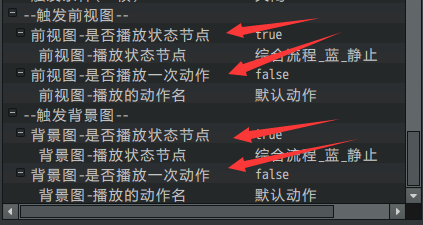 --触发前视图--
前视图-是否播放状态节点 true
前视图-播放状态节点 综合流程_蓝_静止
前视图-是否播放一次动作 false
前视图-播放的动作名 默认动作
--触发背景图--
背景图-是否播放状态节点 true
背景图-播放状态节点 综合流程_蓝_静止
背景图-是否播放一次动作 false
背景图-播放的动作名 默认动作